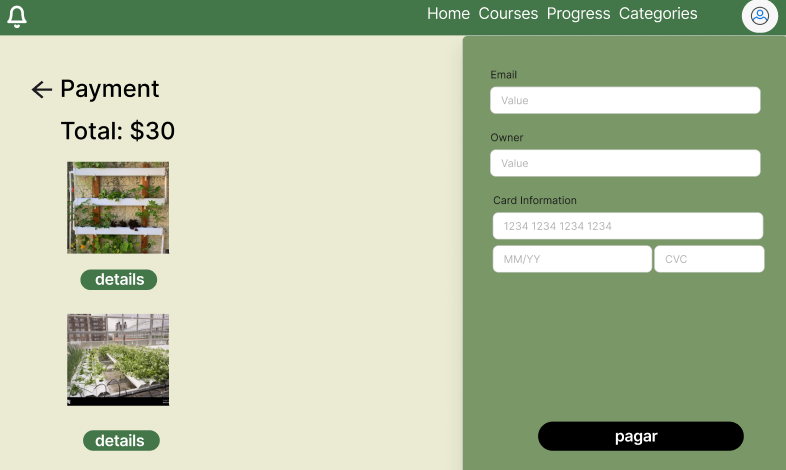 Home Courses Progress Categories
Payment
Total: $30
details
details
Email
Value
Owner
Value
Card Information
1234 1234 1234 1234
MM/YY CVC
pagar